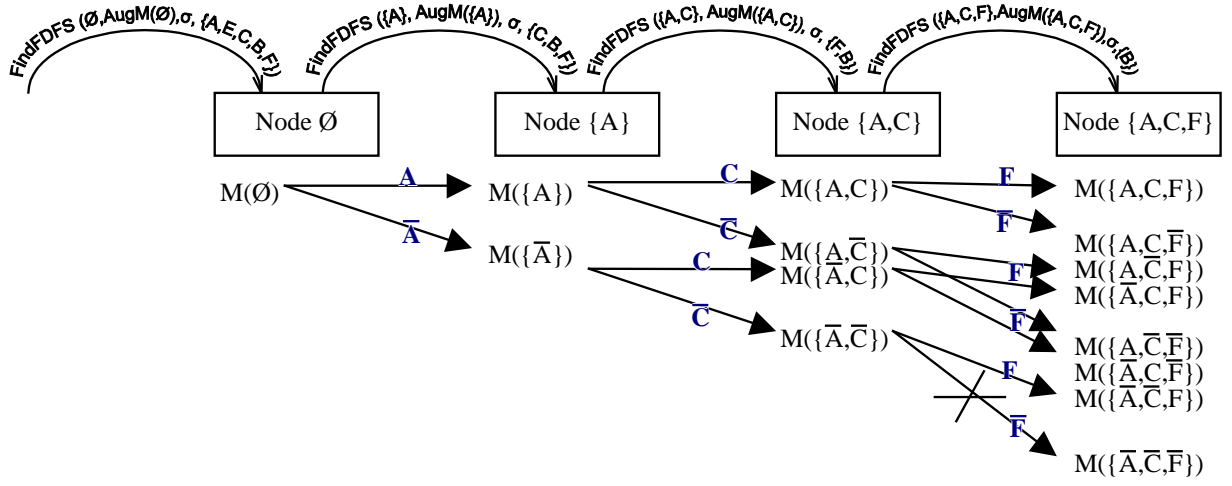 FindFDFS (Ø,AugM(Ø),σ, {A,E,C,B,F})
FindFDFS ({A}, AugM({A}), σ, {C,B,F})
FindFDFS ({A,C}, AugM({A,C}), σ, {F,B})
FindFDFS ({A,C,F},AugM({A,C,F}),σ,{B})
Node Ø
Node {A}
Node {A,C}
Node {A,C,F}
M(Ø)
A
A̅
M({A})
M({A̅})
C
C̅
C
C̅
M({A,C})
M({A,C̅})
M({A̅,C})
M({A̅,C̅})
F
F̅
F
F̅
F
F̅
M({A,C,F})
M({A,C,F̅})
M({A,C̅,F})
M({A̅,C,F})
M({A,C̅,F̅})
M({A̅,C,F̅})
M({A̅,C̅,F})
M({A̅,C̅,F̅})